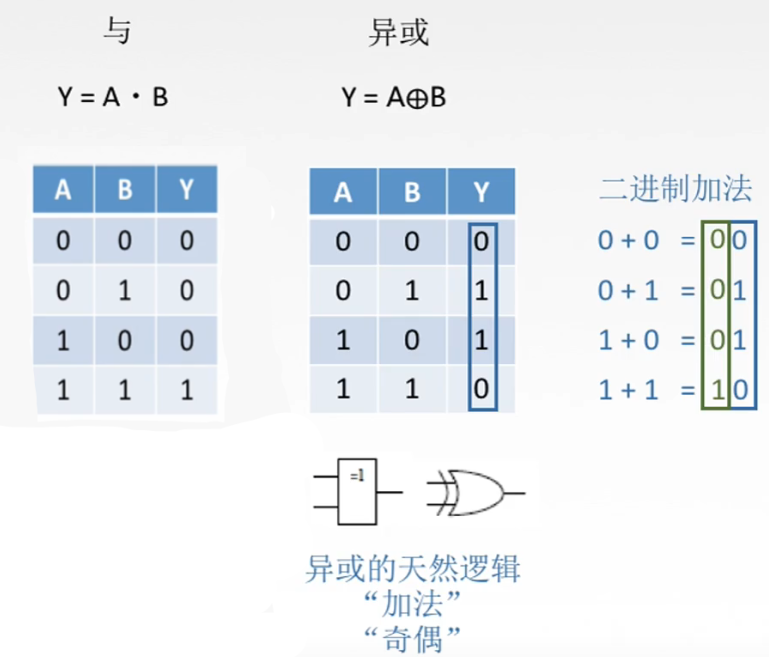 与
Y = A · B
A B Y
0 0 0
0 1 0
1 0 0
1 1 1
异或
Y = A⊕B
A B Y
0 0 0
0 1 1
1 0 1
1 1 0
二进制加法
0 + 0 = 00
0 + 1 = 01
1 + 0 = 01
1 + 1 = 10
=1
异或的天然逻辑
“加法”
“奇偶”